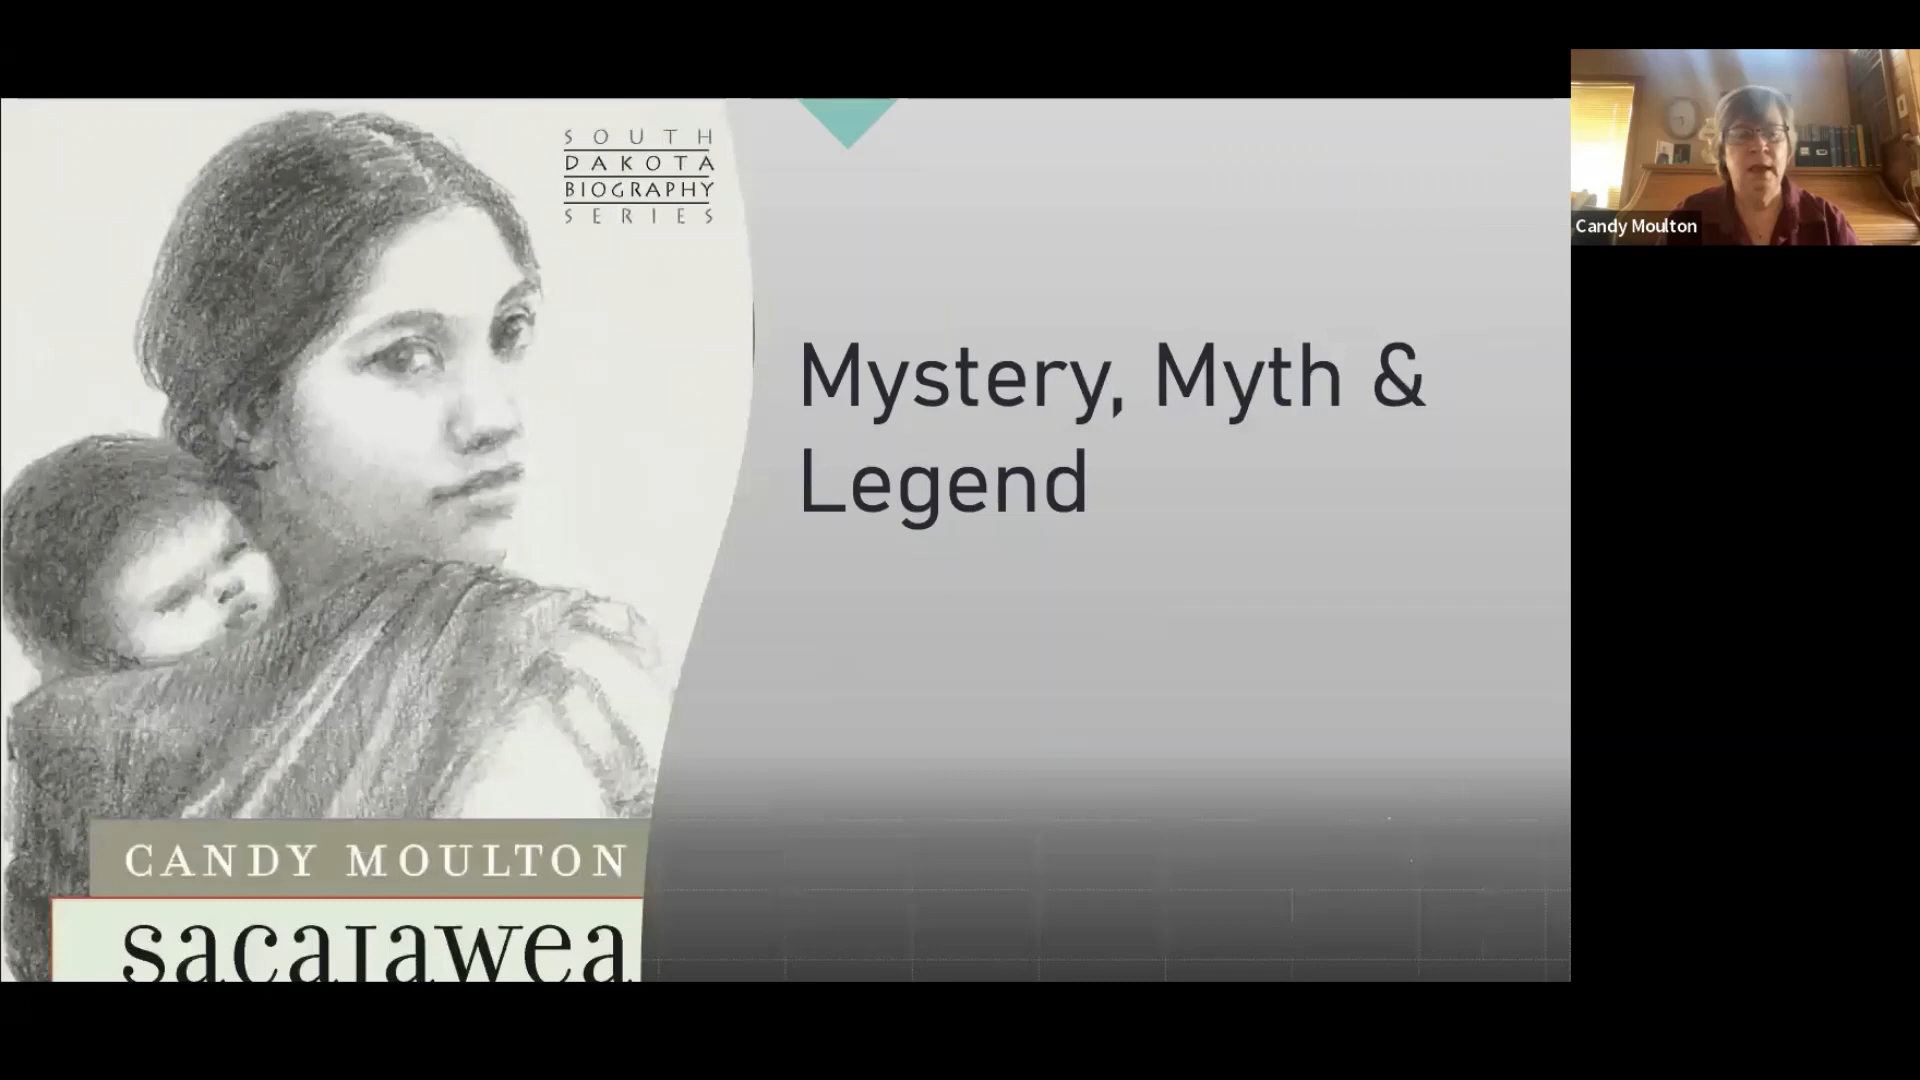 SOUTH
DAKOTA
BIOGRAPHY
SERIES
Mystery, Myth &
Legend
CANDY MOULTON
sacajawea
Candy Moulton